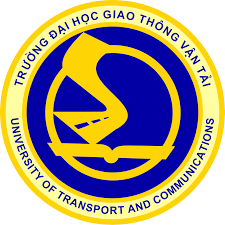 TRƯỜNG ĐẠI HỌC GIAO THÔNG VẬN TẢI
UNIVERSITY OF TRANSPORT AND COMMUNICATIONS